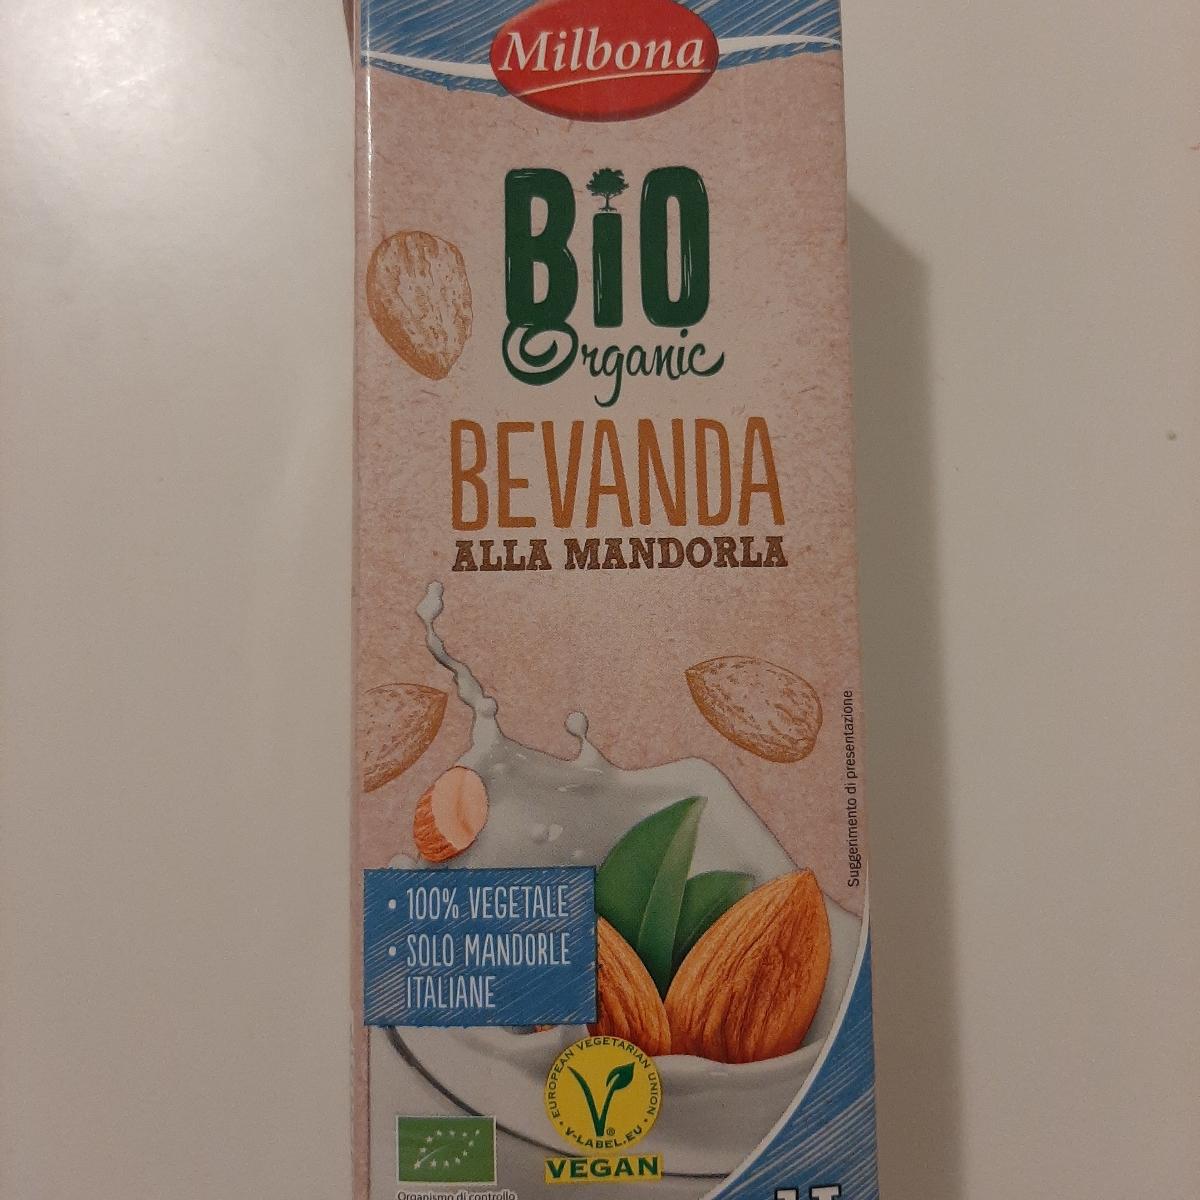 Milbona
BiO
Organic
BEVANDA
ALLA MANDORLA
Suggerimento di presentazione
• 100% VEGETALE
• SOLO MANDORLE
ITALIANE
• EUROPEAN VEGETARIAN UNION •
V-LABEL.EU
®
VEGAN
Organismo di controllo
1L